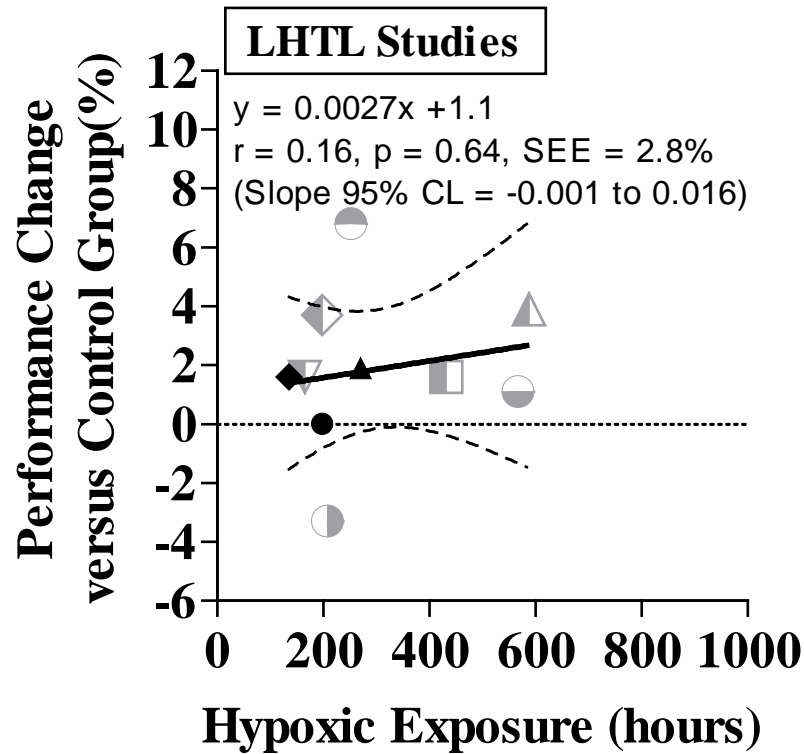 LHTL Studies
y = 0.0027x +1.1
r = 0.16, p = 0.64, SEE = 2.8%
(Slope 95% CL = -0.001 to 0.016)
Performance Change
versus Control Group(%)
12
10
8
6
4
2
0
-2
-4
-6
0 200 400 600 800 1000
Hypoxic Exposure (hours)